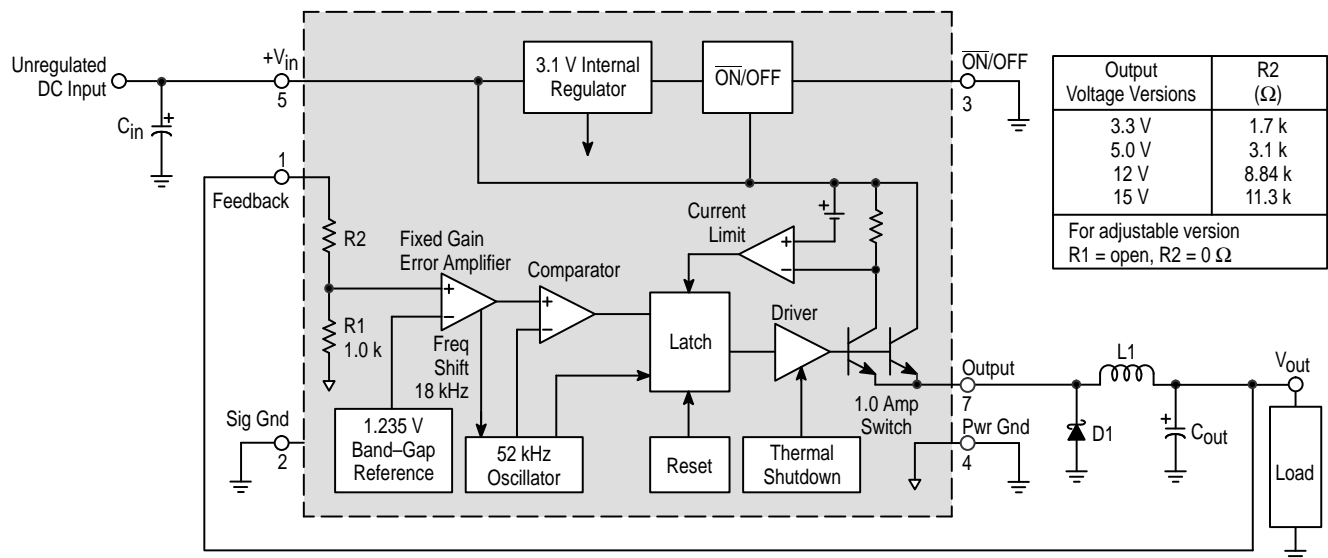 Unregulated
DC Input
+Vin
5
Cin
+
3.1 V Internal
Regulator
ON/OFF
ON/OFF
3
Output
Voltage Versions
R2
(Ω)
3.3 V
1.7 k
5.0 V
3.1 k
12 V
8.84 k
15 V
11.3 k
For adjustable version
R1 = open, R2 = 0 Ω
1
Feedback
R2
R1
1.0 k
Fixed Gain
Error Amplifier
+
−
Comparator
+
−
Current
Limit
+
−
+
Freq
Shift
18 kHz
Latch
Driver
1.0 Amp
Switch
Output
7
Pwr Gnd
4
L1
Vout
D1
+
Cout
Load
Sig Gnd
2
1.235 V
Band–Gap
Reference
52 kHz
Oscillator
Reset
Thermal
Shutdown